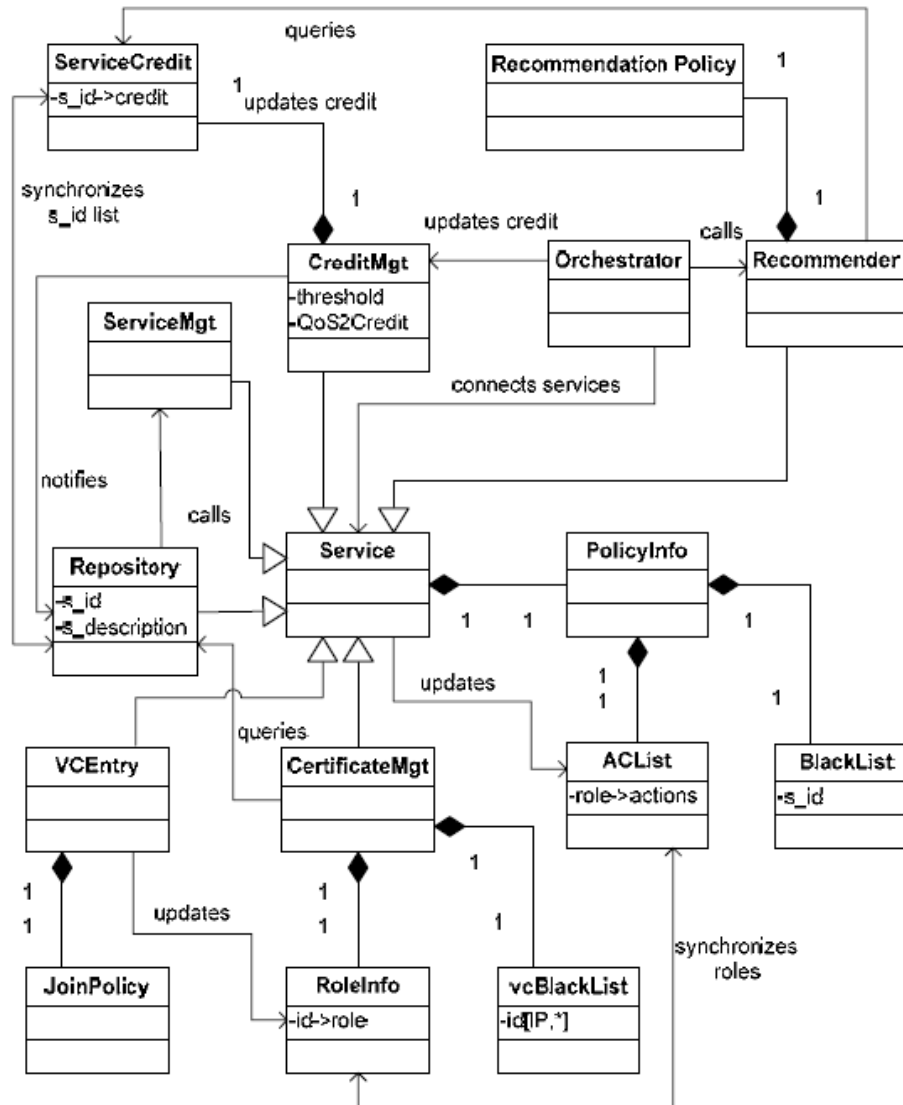 queries
ServiceCredit
-s_id->credit
Recommendation Policy
1
1
updates credit
synchronizes
s_id list
1
1
updates credit
calls
CreditMgt
-threshold
-QoS2Credit
Orchestrator
Recommender
ServiceMgt
connects services
notifies
calls
Service
PolicyInfo
Repository
-s_id
-s_description
1
1
1
1
updates
1
1
queries
VCEntry
CertificateMgt
ACList
-role->actions
BlackList
-s_id
1
1
updates
1
1
1
1
synchronizes
roles
JoinPolicy
RoleInfo
-id->role
vcBlackList
-id[IP,*]